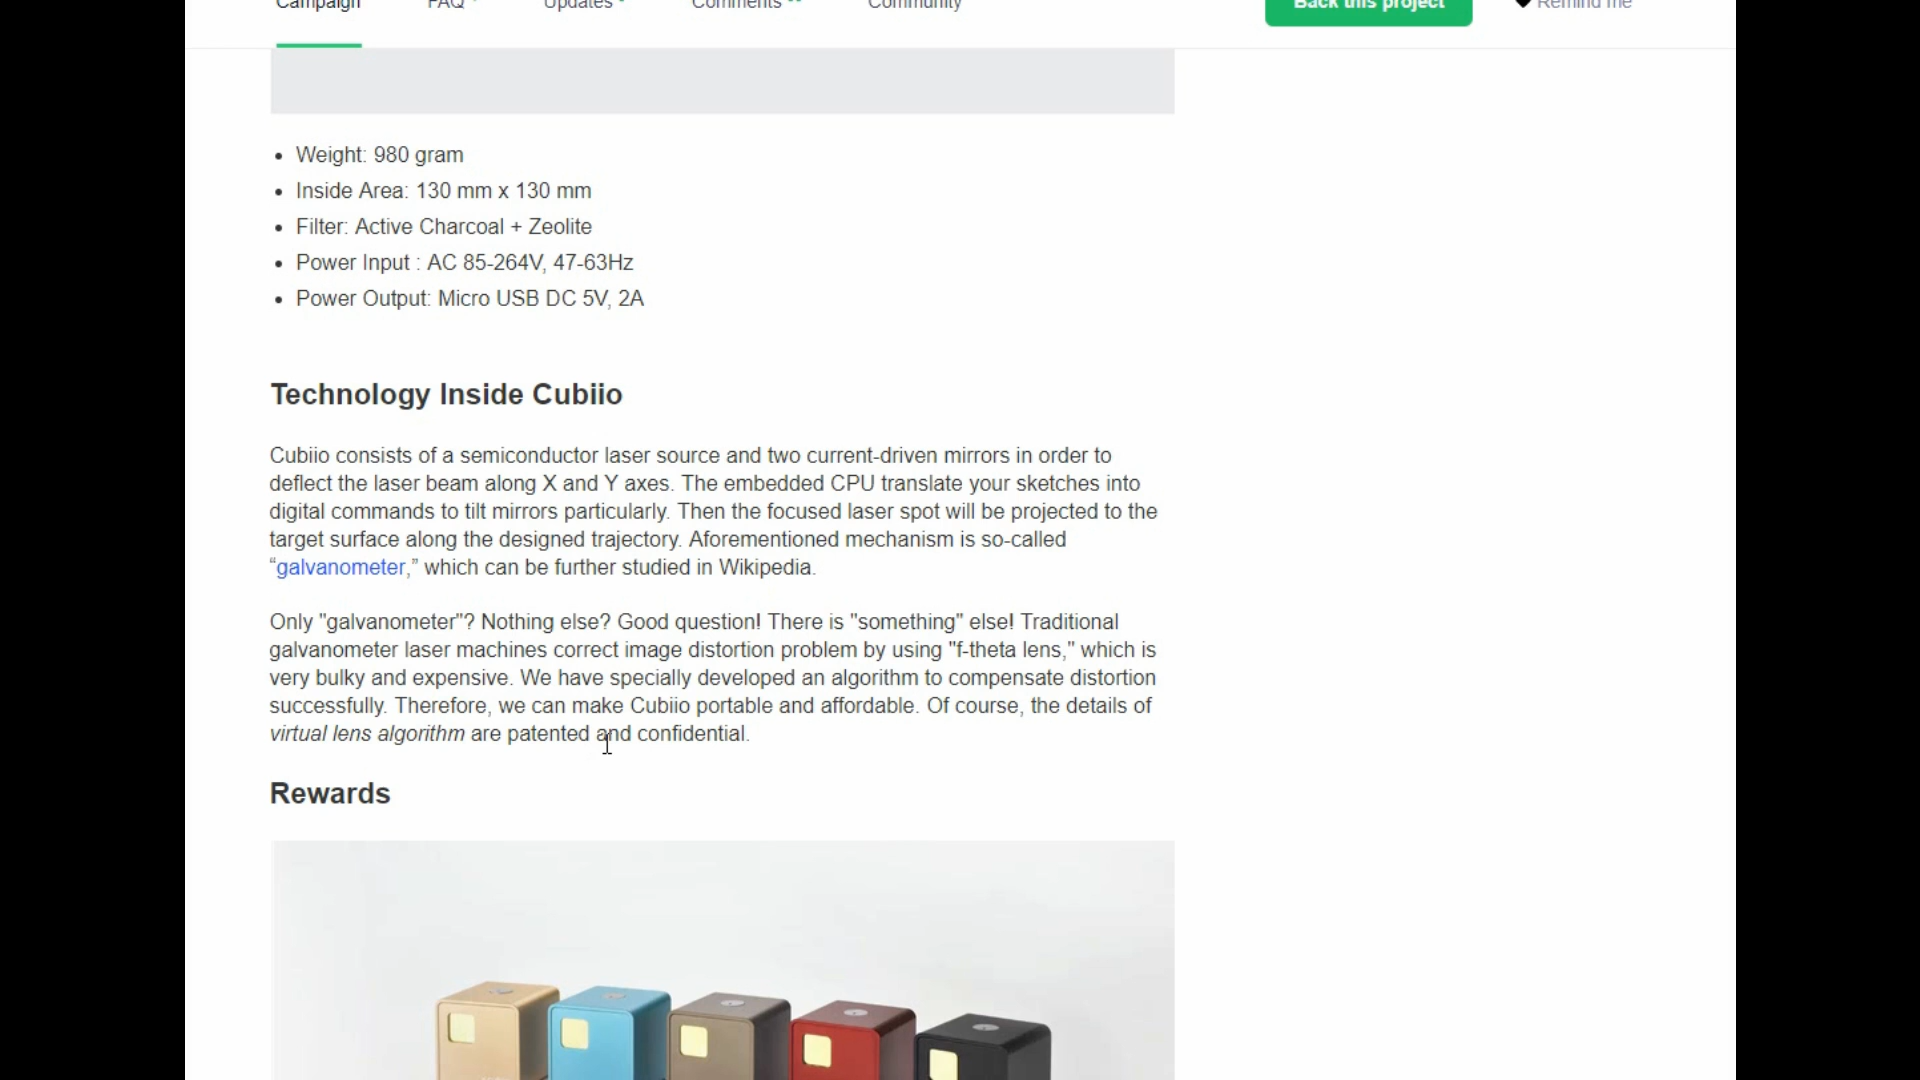 Campaign FAQ Updates Comments Community Back this project Remind me
Weight: 980 gram
Inside Area: 130 mm x 130 mm
Filter: Active Charcoal + Zeolite
Power Input : AC 85-264V, 47-63Hz
Power Output: Micro USB DC 5V, 2A
Technology Inside Cubiio
Cubiio consists of a semiconductor laser source and two current-driven mirrors in order to
deflect the laser beam along X and Y axes. The embedded CPU translate your sketches into
digital commands to tilt mirrors particularly. Then the focused laser spot will be projected to the
target surface along the designed trajectory. Aforementioned mechanism is so-called
“galvanometer,” which can be further studied in Wikipedia.
Only "galvanometer"? Nothing else? Good question! There is "something" else! Traditional
galvanometer laser machines correct image distortion problem by using "f-theta lens," which is
very bulky and expensive. We have specially developed an algorithm to compensate distortion
successfully. Therefore, we can make Cubiio portable and affordable. Of course, the details of
virtual lens algorithm are patented and confidential.
Rewards